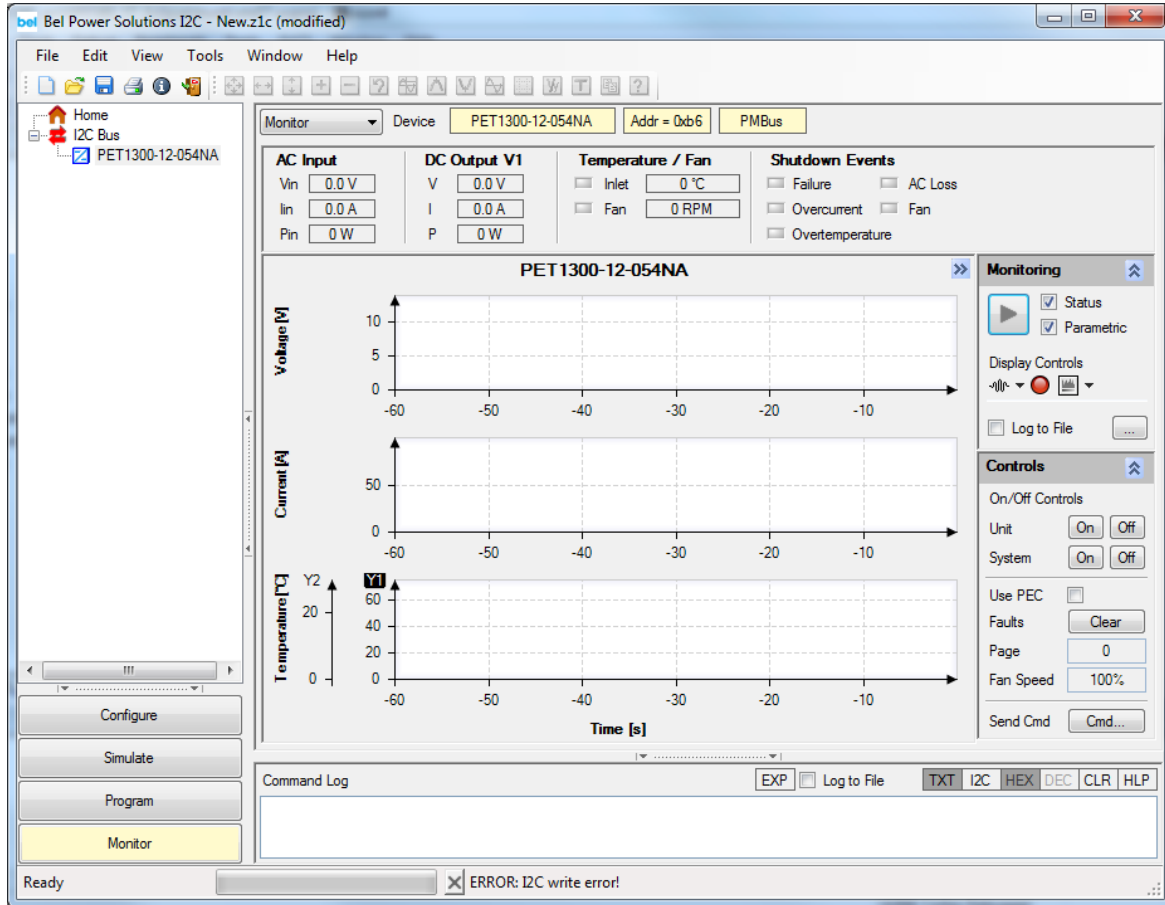 bel Bel Power Solutions I2C - New.z1c (modified)
File Edit View Tools Window Help
Home
I2C Bus
PET1300-12-054NA
Monitor Device PET1300-12-054NA Addr = 0xb6 PMBus
AC Input DC Output V1 Temperature / Fan Shutdown Events
Vin 0.0 V V 0.0 V Inlet 0 °C Failure AC Loss
Iin 0.0 A I 0.0 A Fan 0 RPM Overcurrent Fan
Pin 0 W P 0 W Overtemperature
PET1300-12-054NA
Voltage [V]
10
5
0
-60 -50 -40 -30 -20 -10
Current [A]
50
0
-60 -50 -40 -30 -20 -10
Temperature [°C]
Y2 Y1
60
20 40
20
0 0
-60 -50 -40 -30 -20 -10
Time [s]
Monitoring
Status
Parametric
Display Controls
Log to File ...
Controls
On/Off Controls
Unit On Off
System On Off
Use PEC
Faults Clear
Page 0
Fan Speed 100%
Send Cmd Cmd...
Configure
Simulate
Program
Monitor
Command Log EXP Log to File TXT I2C HEX DEC CLR HLP
Ready ERROR: I2C write error!